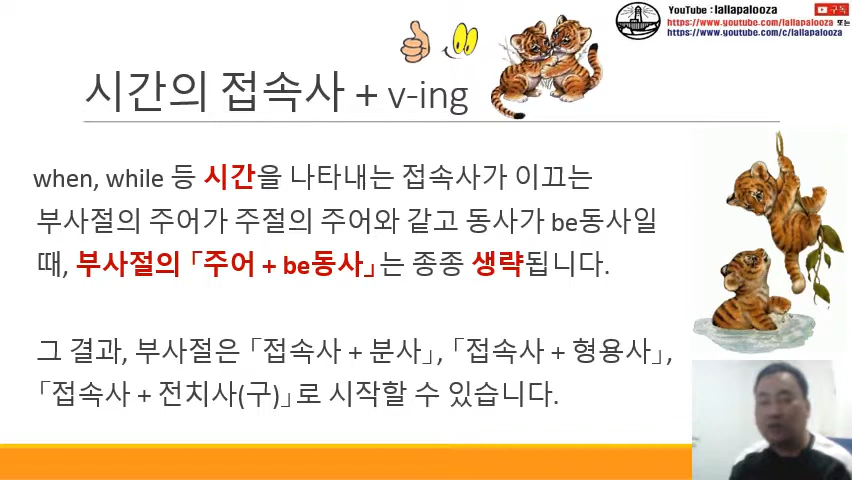 YouTube : lallapalooza
구독
https://www.youtube.com/lallapalooza 또는
https://www.youtube.com/c/lallapalooza
시간의 접속사 + v-ing
when, while 등 시간을 나타내는 접속사가 이끄는
부사절의 주어가 주절의 주어와 같고 동사가 be동사일
때, 부사절의 「주어 + be동사」는 종종 생략됩니다.
그 결과, 부사절은 「접속사 + 분사」, 「접속사 + 형용사」,
「접속사 + 전치사(구)」로 시작할 수 있습니다.